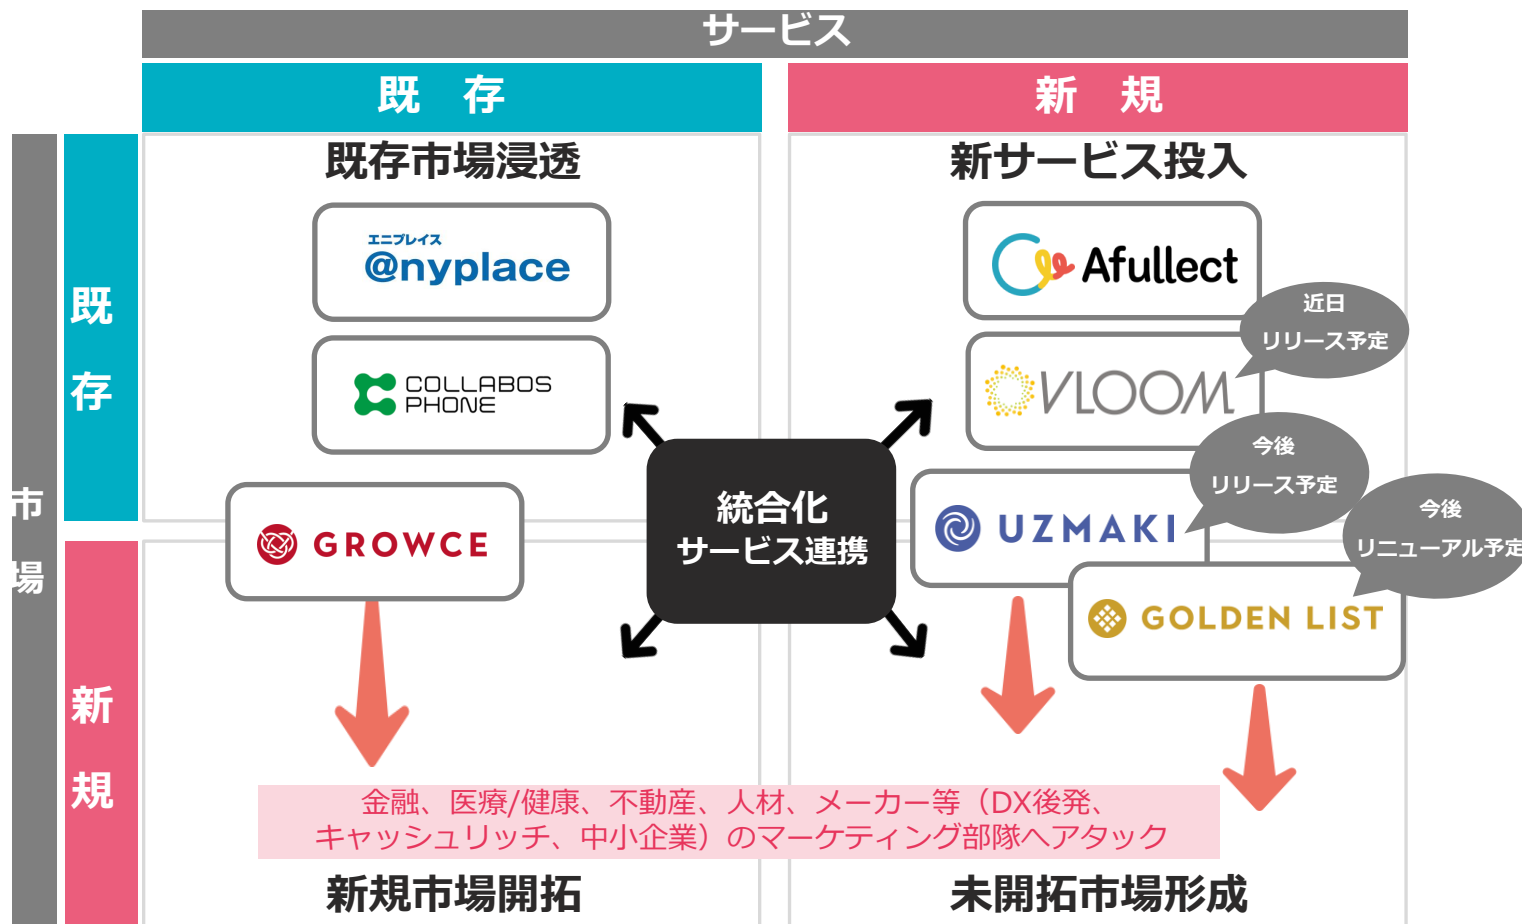 サービス
既 存
新 規
市場
既存
新規
既存市場浸透
エニプレイス
@nyplace
COLLABOS
PHONE
GROWCE
新サービス投入
Afullect
近日
リリース予定
VLOOM
今後
リリース予定
UZMAKI
今後
リニューアル予定
GOLDEN LIST
統合化
サービス連携
金融、医療/健康、不動産、人材、メーカー等（DX後発、
キャッシュリッチ、中小企業）のマーケティング部隊へアタック
新規市場開拓
未開拓市場形成